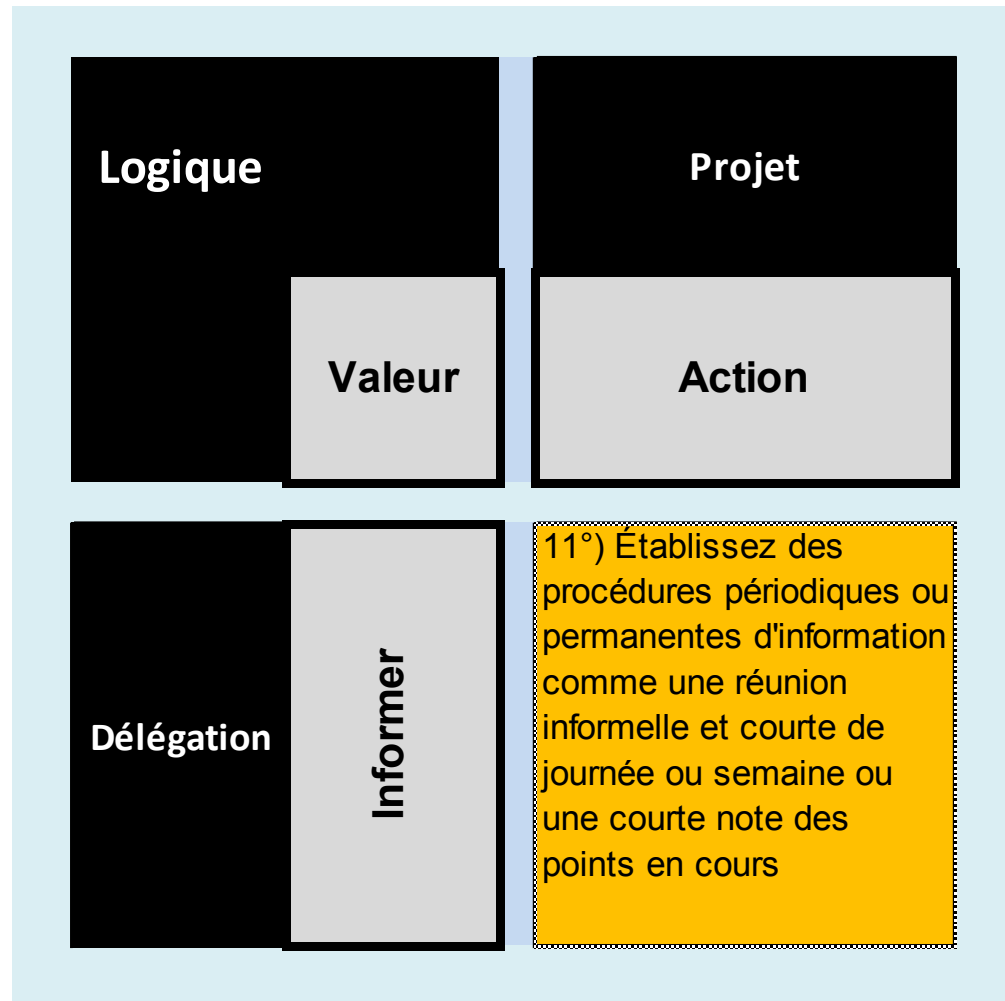 Logique
Projet
Valeur
Action
Délégation
Informer
11°) Établissez des
procédures périodiques ou
permanentes d'information
comme une réunion
informelle et courte de
journée ou semaine ou
une courte note des
points en cours